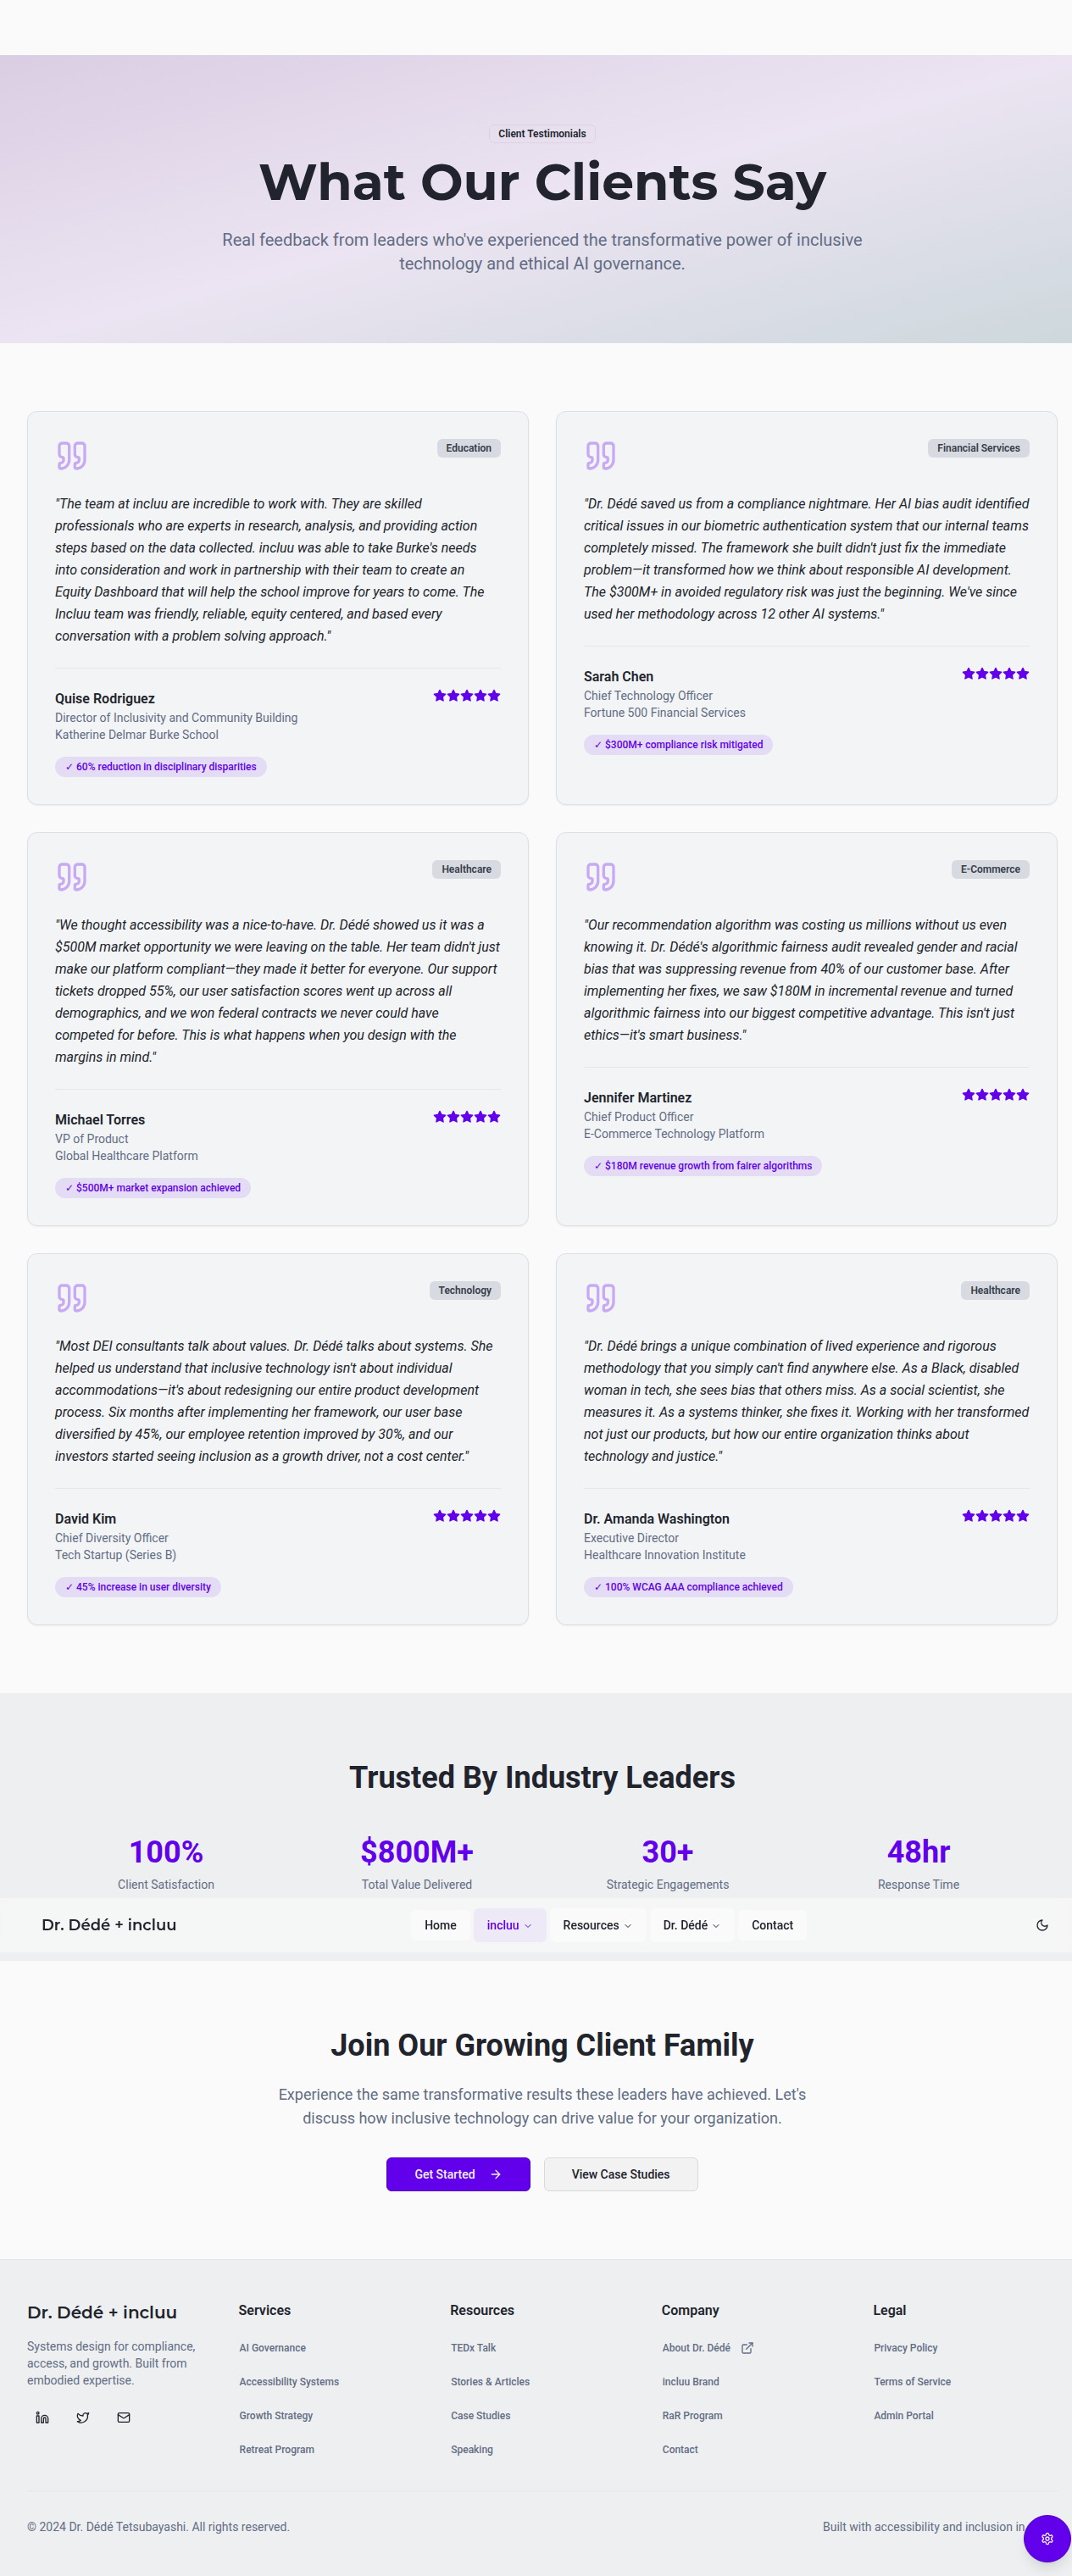 Client Testimonials
What Our Clients Say
Real feedback from leaders who've experienced the transformative power of inclusive
technology and ethical AI governance.
Education
"The team at incluu are incredible to work with. They are skilled
professionals who are experts in research, analysis, and providing action
steps based on the data collected. incluu was able to take Burke's needs
into consideration and work in partnership with their team to create an
Equity Dashboard that will help the school improve for years to come. The
Incluu team was friendly, reliable, equity centered, and based every
conversation with a problem solving approach."
Quise Rodriguez
Director of Inclusivity and Community Building
Katherine Delmar Burke School
✓ 60% reduction in disciplinary disparities
Financial Services
"Dr. Dédé saved us from a compliance nightmare. Her AI bias audit identified
critical issues in our biometric authentication system that our internal teams
completely missed. The framework she built didn't just fix the immediate
problem—it transformed how we think about responsible AI development.
The $300M+ in avoided regulatory risk was just the beginning. We've since
used her methodology across 12 other AI systems."
Sarah Chen
Chief Technology Officer
Fortune 500 Financial Services
✓ $300M+ compliance risk mitigated
Healthcare
"We thought accessibility was a nice-to-have. Dr. Dédé showed us it was a
$500M market opportunity we were leaving on the table. Her team didn't just
make our platform compliant—they made it better for everyone. Our support
tickets dropped 55%, our user satisfaction scores went up across all
demographics, and we won federal contracts we never could have
competed for before. This is what happens when you design with the
margins in mind."
Michael Torres
VP of Product
Global Healthcare Platform
✓ $500M+ market expansion achieved
E-Commerce
"Our recommendation algorithm was costing us millions without us even
knowing it. Dr. Dédé's algorithmic fairness audit revealed gender and racial
bias that was suppressing revenue from 40% of our customer base. After
implementing her fixes, we saw $180M in incremental revenue and turned
algorithmic fairness into our biggest competitive advantage. This isn't just
ethics—it's smart business."
Jennifer Martinez
Chief Product Officer
E-Commerce Technology Platform
✓ $180M revenue growth from fairer algorithms
Technology
"Most DEI consultants talk about values. Dr. Dédé talks about systems. She
helped us understand that inclusive technology isn't about individual
accommodations—it's about redesigning our entire product development
process. Six months after implementing her framework, our user base
diversified by 45%, our employee retention improved by 30%, and our
investors started seeing inclusion as a growth driver, not a cost center."
David Kim
Chief Diversity Officer
Tech Startup (Series B)
✓ 45% increase in user diversity
Healthcare
"Dr. Dédé brings a unique combination of lived experience and rigorous
methodology that you simply can't find anywhere else. As a Black, disabled
woman in tech, she sees bias that others miss. As a social scientist, she
measures it. As a systems thinker, she fixes it. Working with her transformed
not just our products, but how our entire organization thinks about
technology and justice."
Dr. Amanda Washington
Executive Director
Healthcare Innovation Institute
✓ 100% WCAG AAA compliance achieved
Trusted By Industry Leaders
100%
Client Satisfaction
$800M+
Total Value Delivered
30+
Strategic Engagements
48hr
Response Time
Dr. Dédé + incluu
Home
incluu
Resources
Dr. Dédé
Contact
Join Our Growing Client Family
Experience the same transformative results these leaders have achieved. Let's
discuss how inclusive technology can drive value for your organization.
Get Started
View Case Studies
Dr. Dédé + incluu
Systems design for compliance,
access, and growth. Built from
embodied expertise.
Services
AI Governance
Accessibility Systems
Growth Strategy
Retreat Program
Resources
TEDx Talk
Stories & Articles
Case Studies
Speaking
Company
About Dr. Dédé
incluu Brand
RaR Program
Contact
Legal
Privacy Policy
Terms of Service
Admin Portal
© 2024 Dr. Dédé Tetsubayashi. All rights reserved.
Built with accessibility and inclusion in